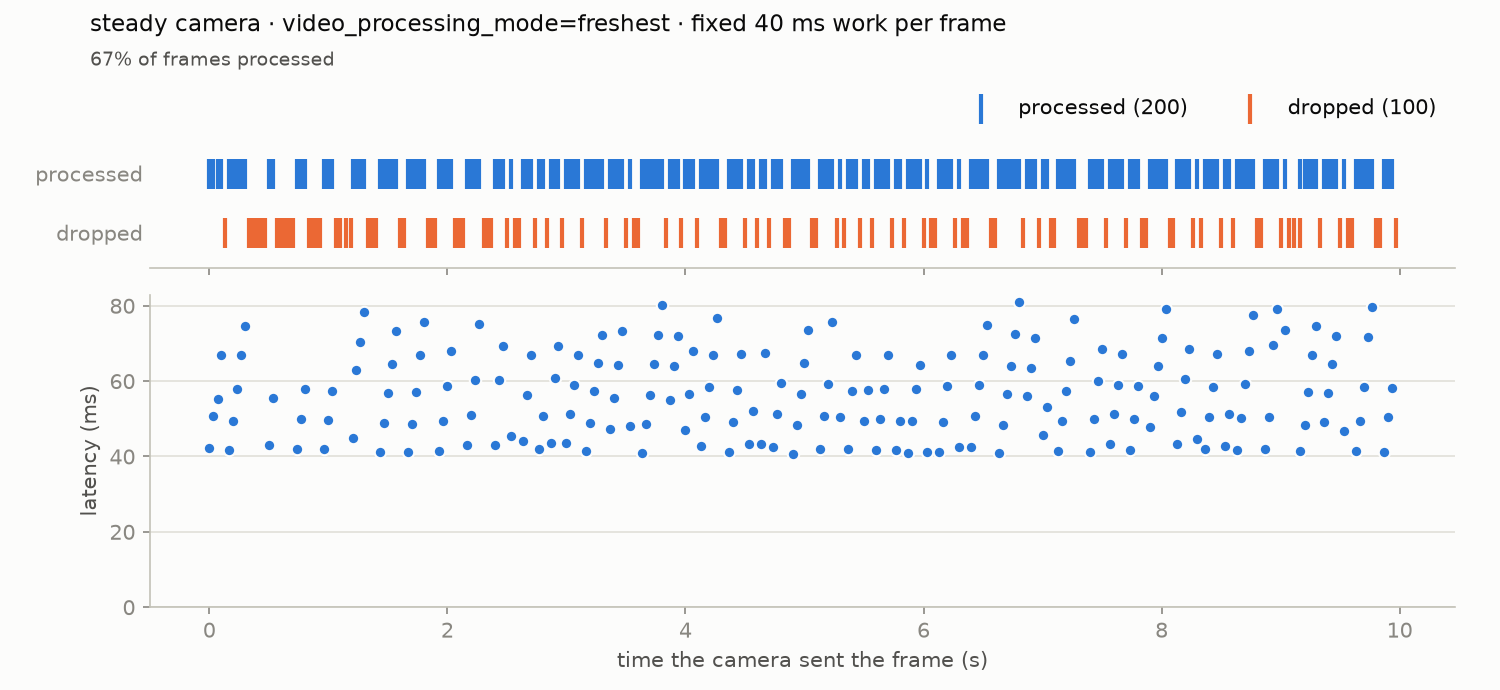 steady camera · video_processing_mode=freshest · fixed 40 ms work per frame
67% of frames processed
processed (200)
dropped (100)
processed
dropped
80
60
40
20
0
latency (ms)
0
2
4
6
8
10
time the camera sent the frame (s)